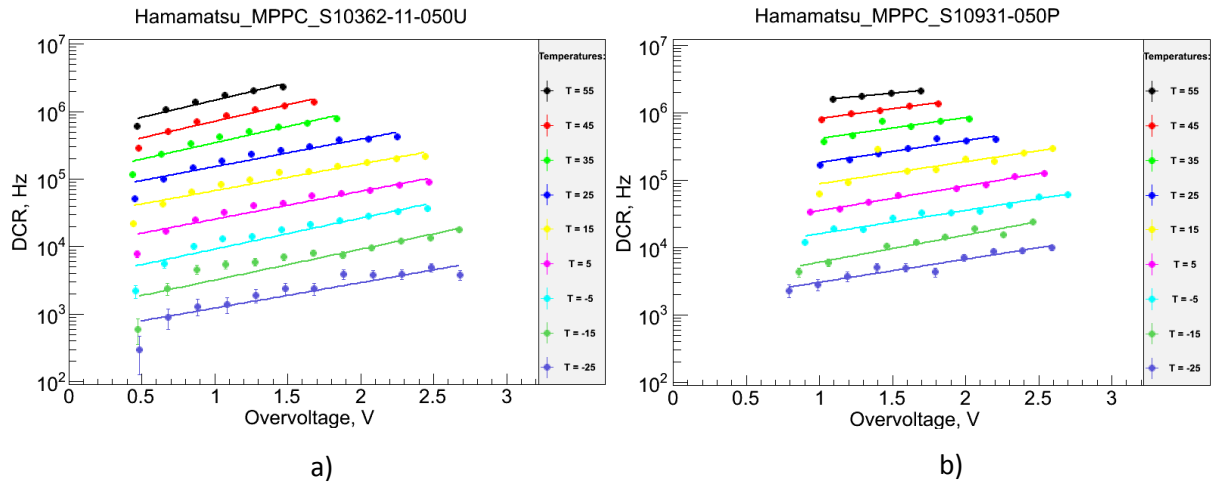 Hamamatsu_MPPC_S10362-11-050U
DCR, Hz
10^7
10^6
10^5
10^4
10^3
10^2
0 0.5 1 1.5 2 2.5 3
Overvoltage, V
Temperatures:
T = 55
T = 45
T = 35
T = 25
T = 15
T = 5
T = -5
T = -15
T = -25
a)
Hamamatsu_MPPC_S10931-050P
DCR, Hz
10^7
10^6
10^5
10^4
10^3
10^2
0 0.5 1 1.5 2 2.5 3
Overvoltage, V
Temperatures:
T = 55
T = 45
T = 35
T = 25
T = 15
T = 5
T = -5
T = -15
T = -25
b)